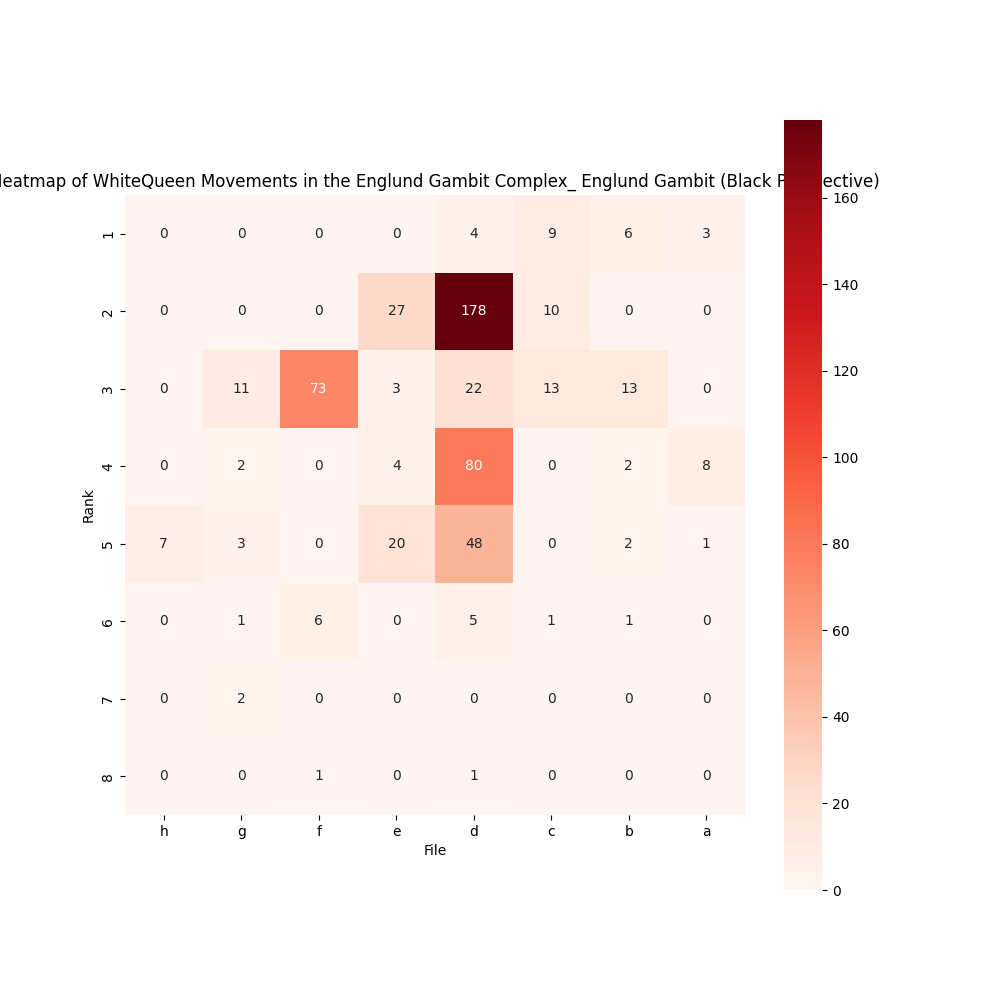 eatmap of WhiteQueen Movements in the Englund Gambit Complex_ Englund Gambit (Black P ective)
160
1 0 0 0 0 4 9 6 3
140
2 0 0 0 27 178 10 0 0
120
3 0 11 73 3 22 13 13 0
100
4 0 2 0 4 80 0 2 8
Rank
80
5 7 3 0 20 48 0 2 1
60
6 0 1 6 0 5 1 1 0
40
7 0 2 0 0 0 0 0 0
20
8 0 0 1 0 1 0 0 0
h g f e d c b a
File
0